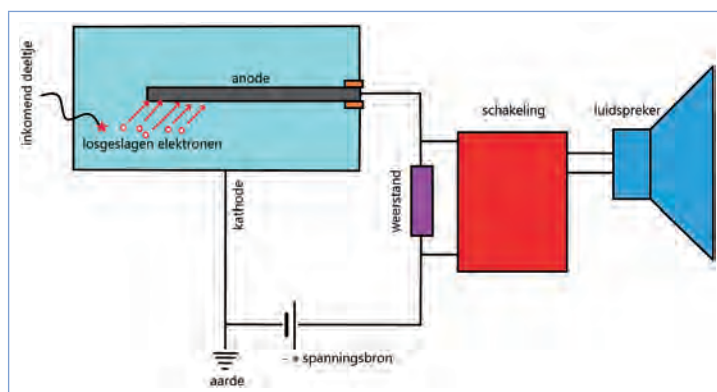 inkomend deeltje
anode
losgeslagen elektronen
kathode
weerstand
schakeling
luidspreker
- + spanningsbron
aarde